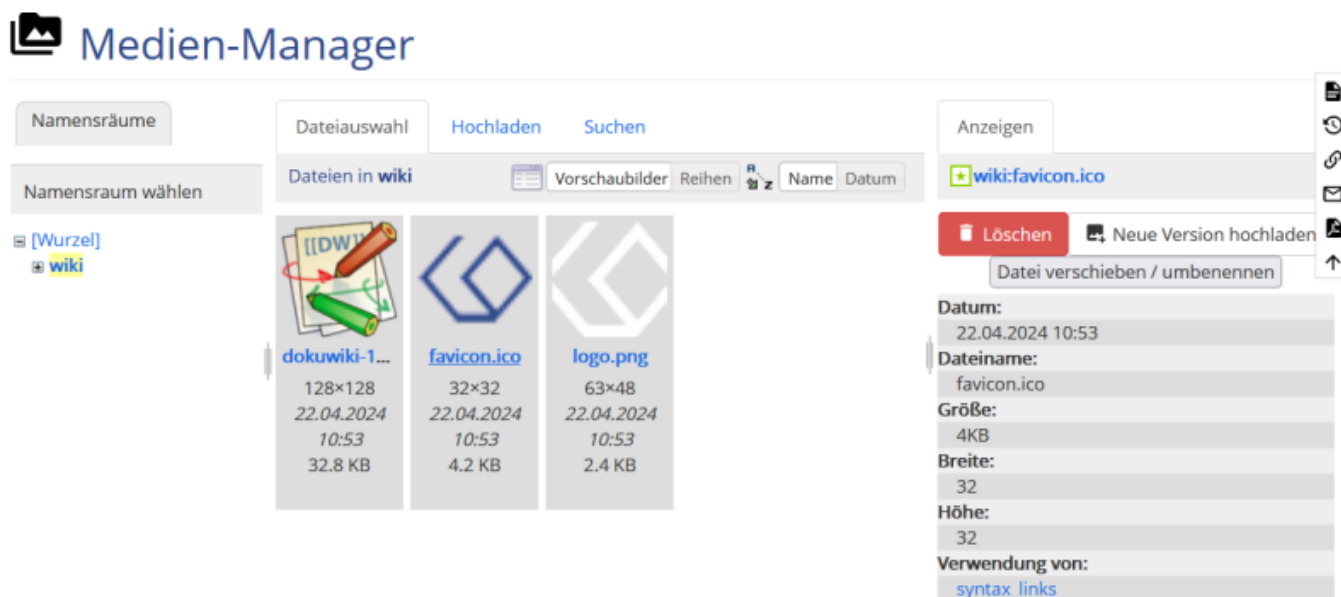 Medien-Manager
Namensräume
Namensraum wählen
[Wurzel]
wiki
Dateiauswahl
Hochladen
Suchen
Dateien in wiki
Vorschaubilder
Reihen
A
z
Name
Datum
[[DW]]
dokuwiki-1...
128×128
22.04.2024
10:53
32.8 KB
favicon.ico
32×32
22.04.2024
10:53
4.2 KB
logo.png
63×48
22.04.2024
10:53
2.4 KB
Anzeigen
wiki:favicon.ico
Löschen
Neue Version hochladen
Datei verschieben / umbenennen
Datum:
22.04.2024 10:53
Dateiname:
favicon.ico
Größe:
4KB
Breite:
32
Höhe:
32
Verwendung von:
syntax_links